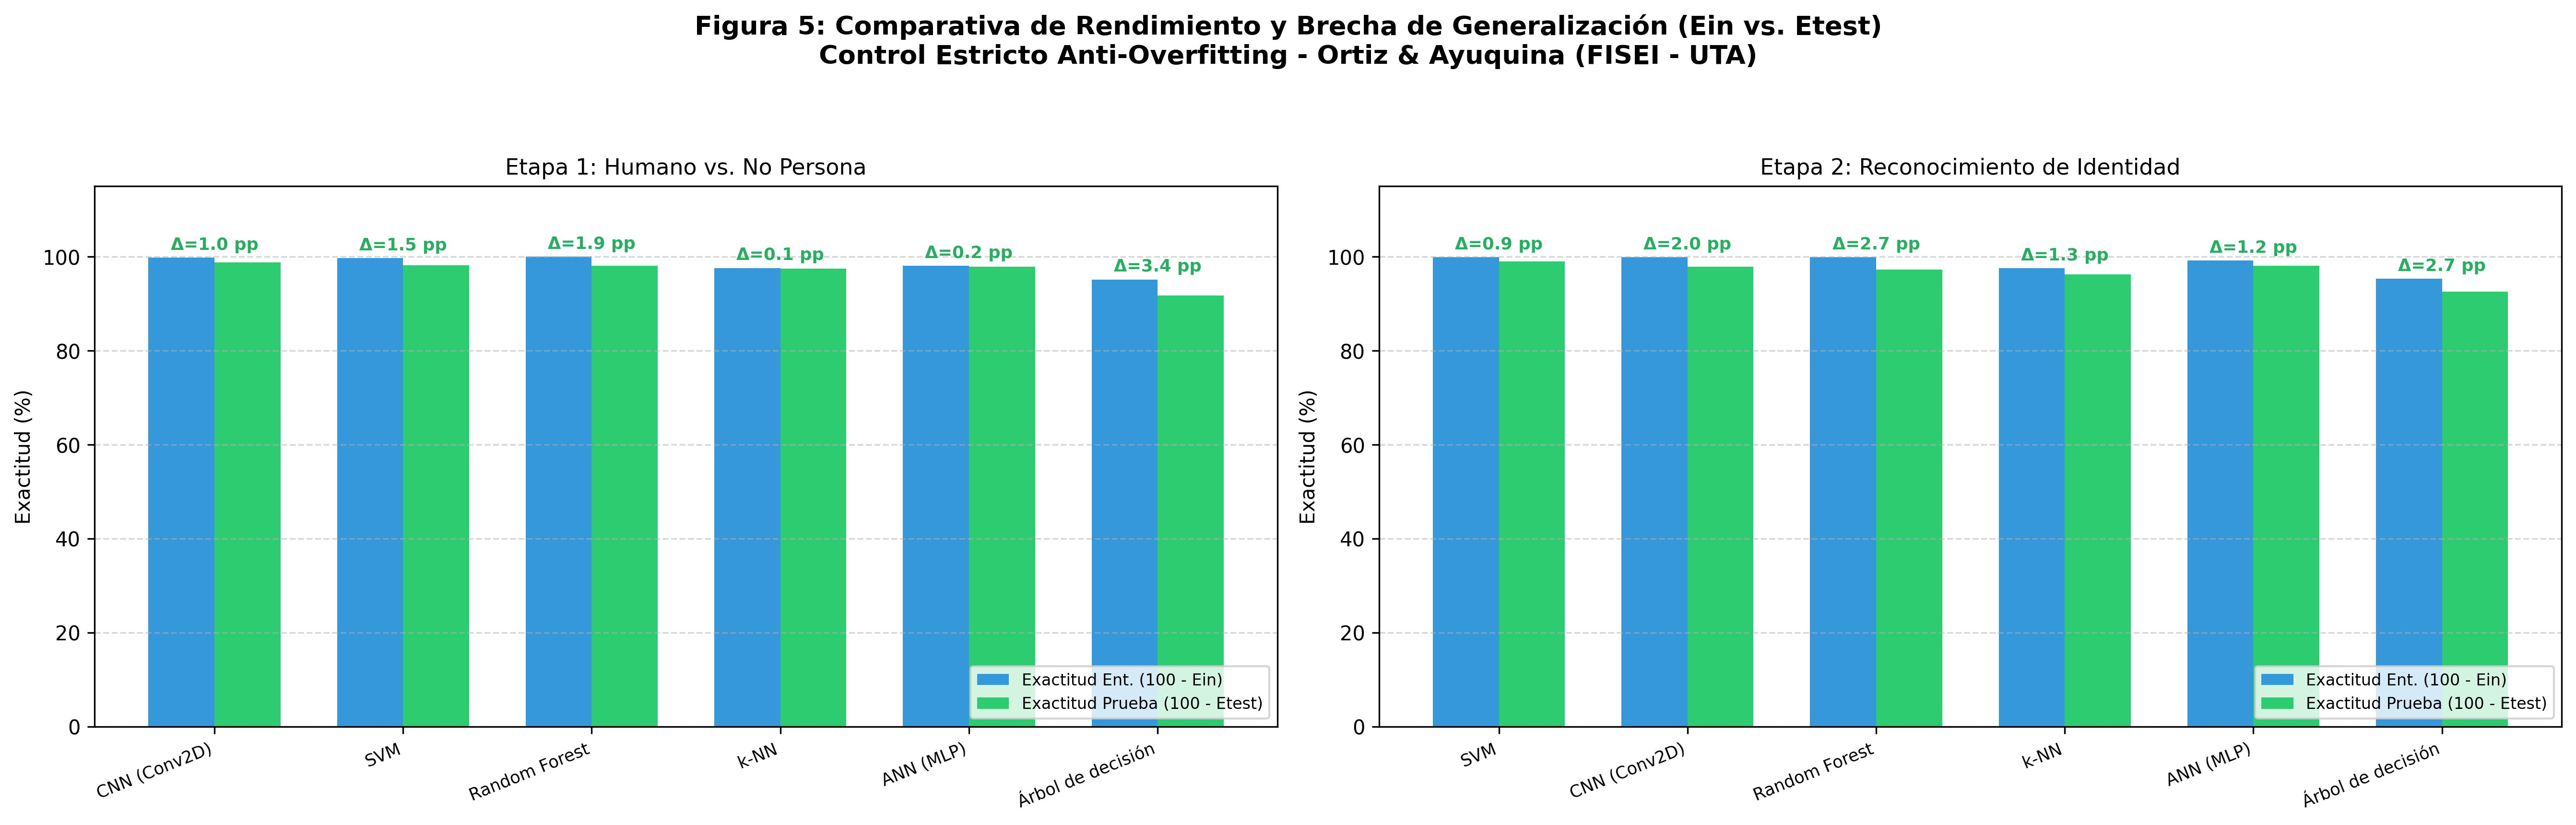 Figura 5: Comparativa de Rendimiento y Brecha de Generalización (Ein vs. Etest)
Control Estricto Anti-Overfitting - Ortiz & Ayuquina (FISEI - UTA)
Etapa 1: Humano vs. No Persona
Δ=1.0 pp
Δ=1.5 pp
Δ=1.9 pp
Δ=0.1 pp
Δ=0.2 pp
Δ=3.4 pp
Exactitud (%)
100
80
60
40
20
0
Exactitud Ent. (100 - Ein)
Exactitud Prueba (100 - Etest)
CNN (Conv2D)
SVM
Random Forest
k-NN
ANN (MLP)
Árbol de decisión
Etapa 2: Reconocimiento de Identidad
Δ=0.9 pp
Δ=2.0 pp
Δ=2.7 pp
Δ=1.3 pp
Δ=1.2 pp
Δ=2.7 pp
Exactitud (%)
100
80
60
40
20
0
Exactitud Ent. (100 - Ein)
Exactitud Prueba (100 - Etest)
SVM
CNN (Conv2D)
Random Forest
k-NN
ANN (MLP)
Árbol de decisión